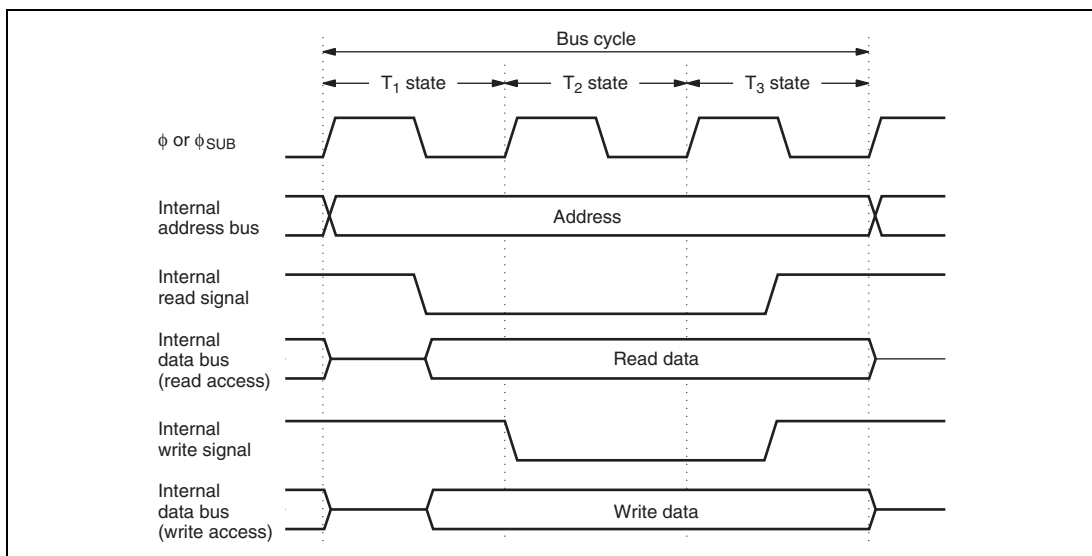 Bus cycle
T₁ state
T₂ state
T₃ state
ϕ or ϕSUB
Internal
address bus
Address
Internal
read signal
Internal
data bus
(read access)
Read data
Internal
write signal
Internal
data bus
(write access)
Write data